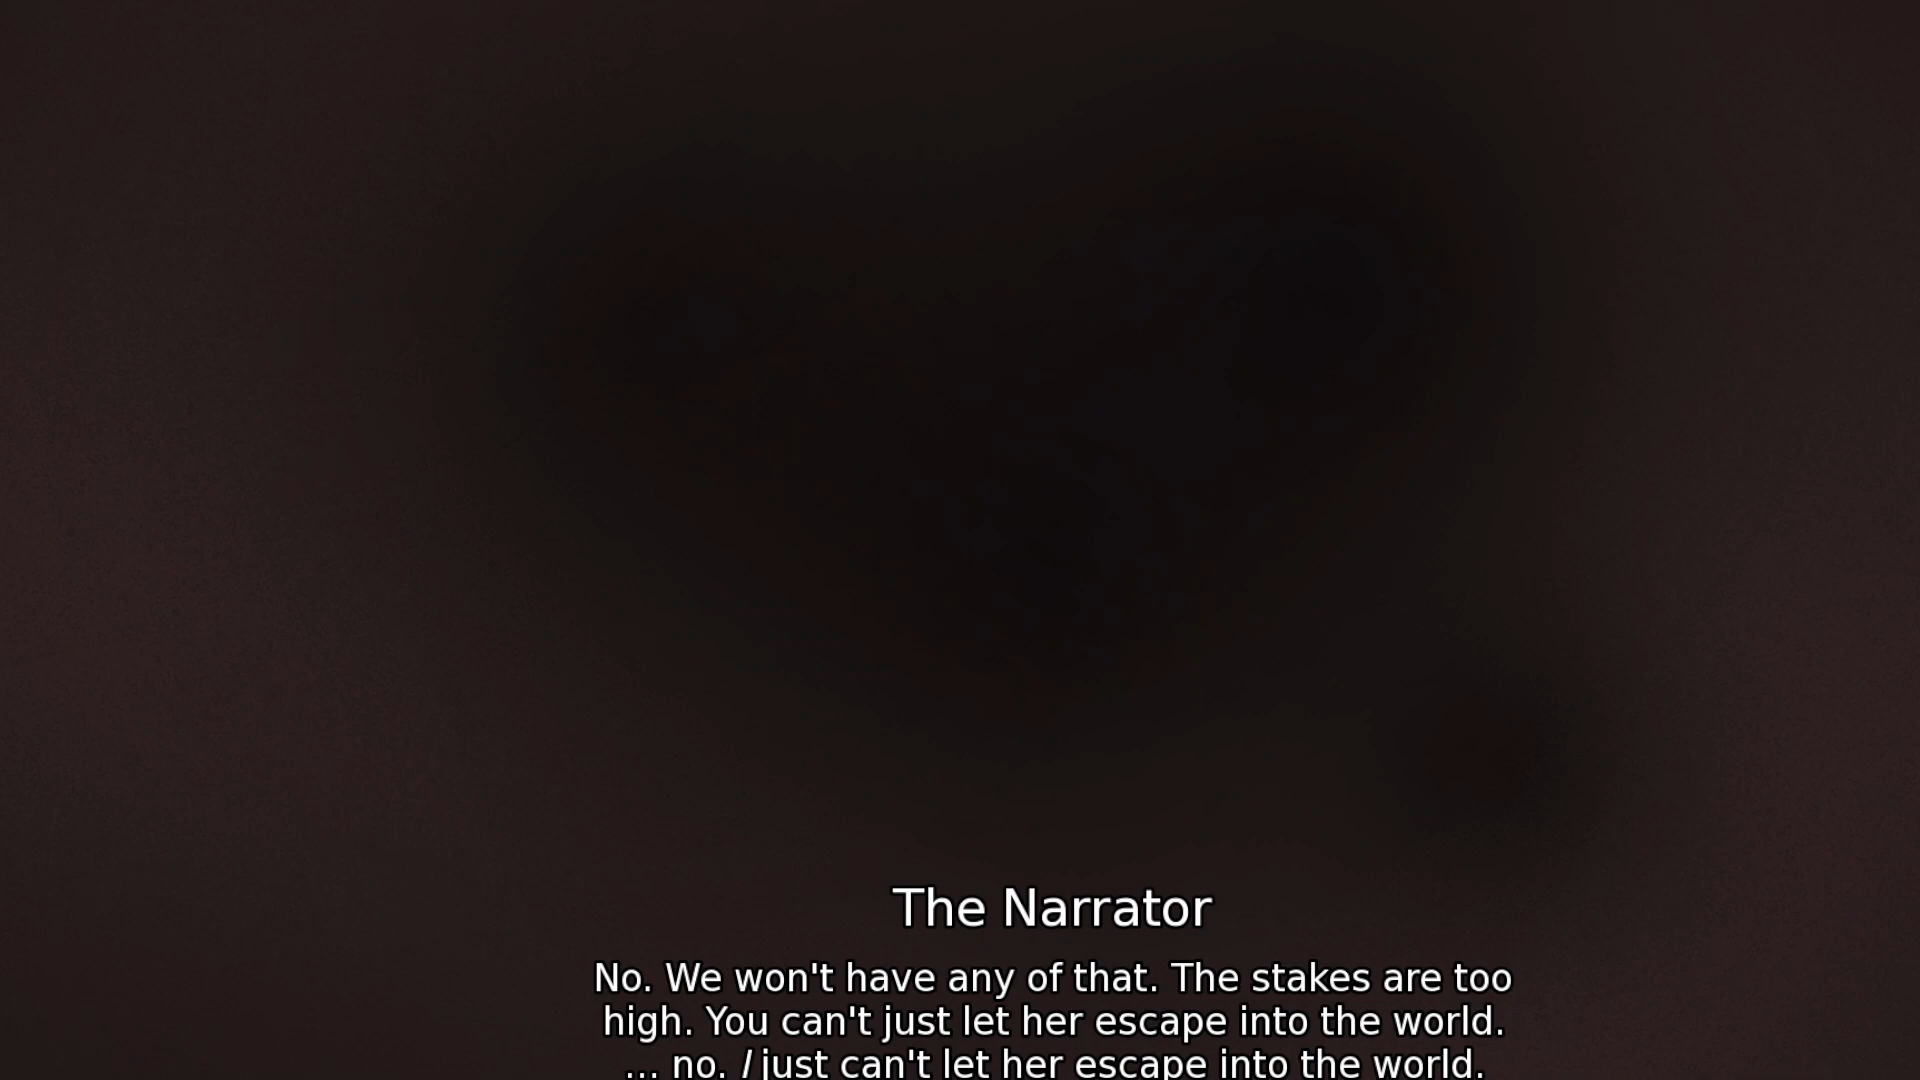 The Narrator
No. We won't have any of that. The stakes are too
high. You can't just let her escape into the world.
... no. I just can't let her escape into the world.